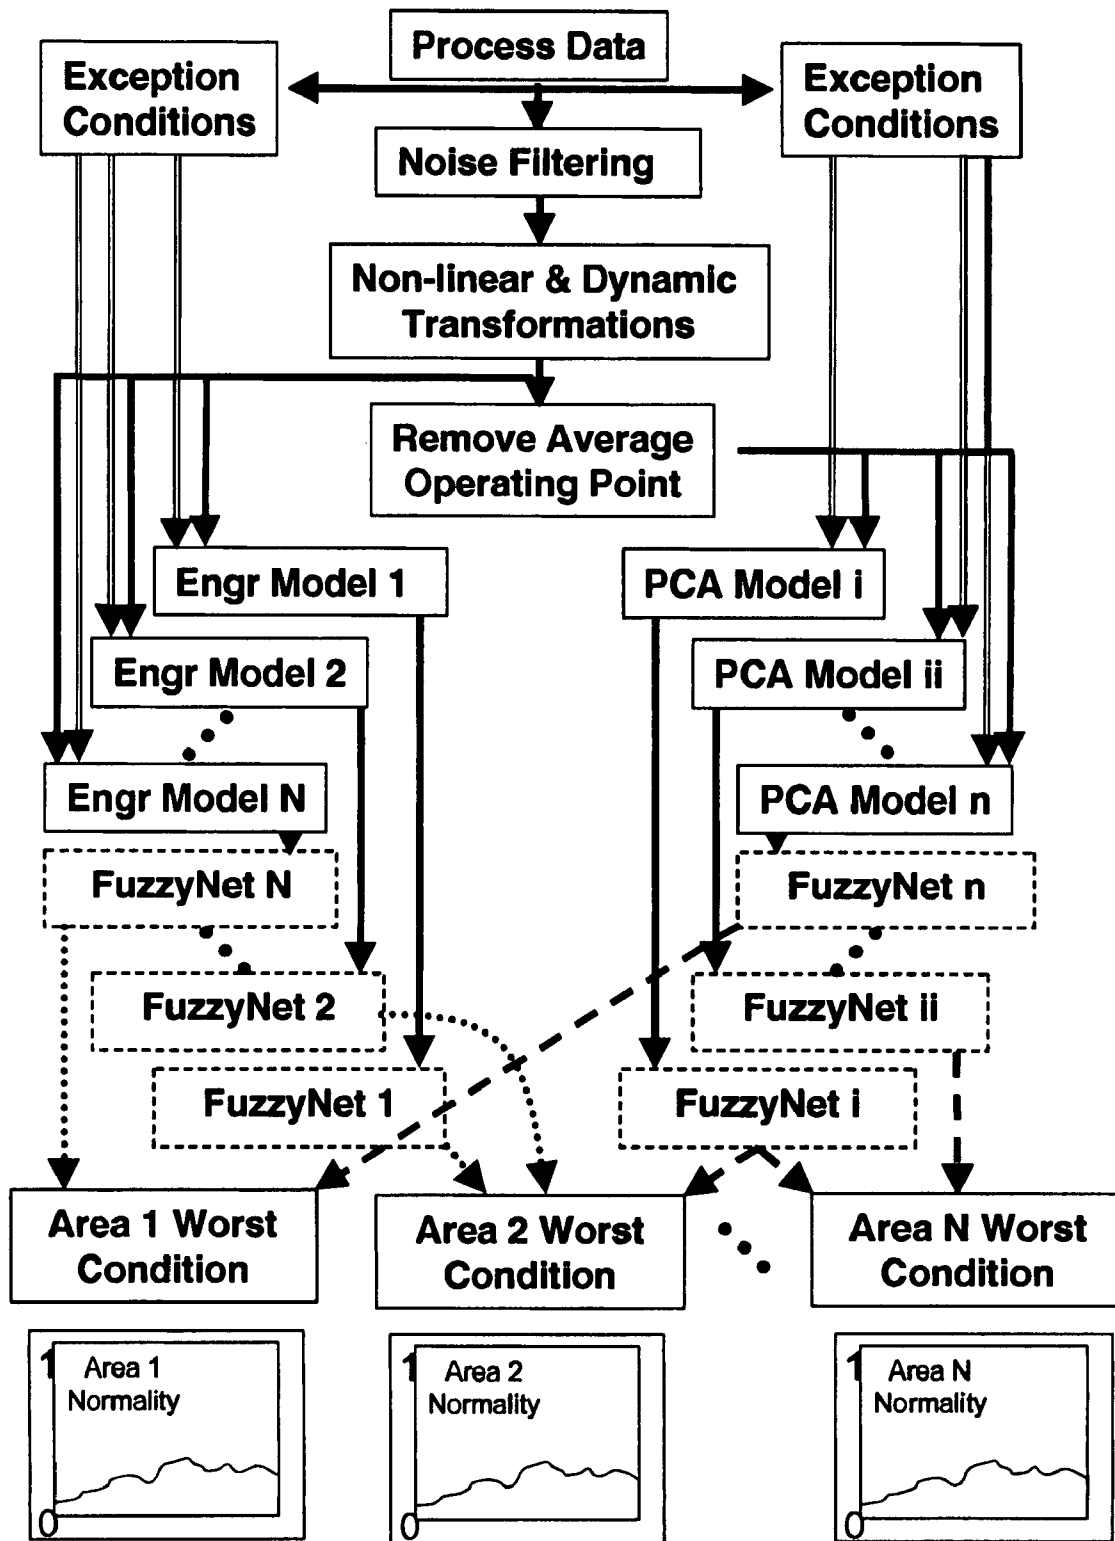 Process Data
Exception
Conditions
Exception
Conditions
Noise Filtering
Non-linear & Dynamic
Transformations
Remove Average
Operating Point
Engr Model 1
PCA Model i
Engr Model 2
PCA Model ii
Engr Model N
PCA Model n
FuzzyNet N
FuzzyNet n
FuzzyNet 2
FuzzyNet ii
FuzzyNet 1
FuzzyNet i
Area 1 Worst
Condition
Area 2 Worst
Condition
Area N Worst
Condition
1
Area 1
Normality
0
1
Area 2
Normality
0
1
Area N
Normality
0